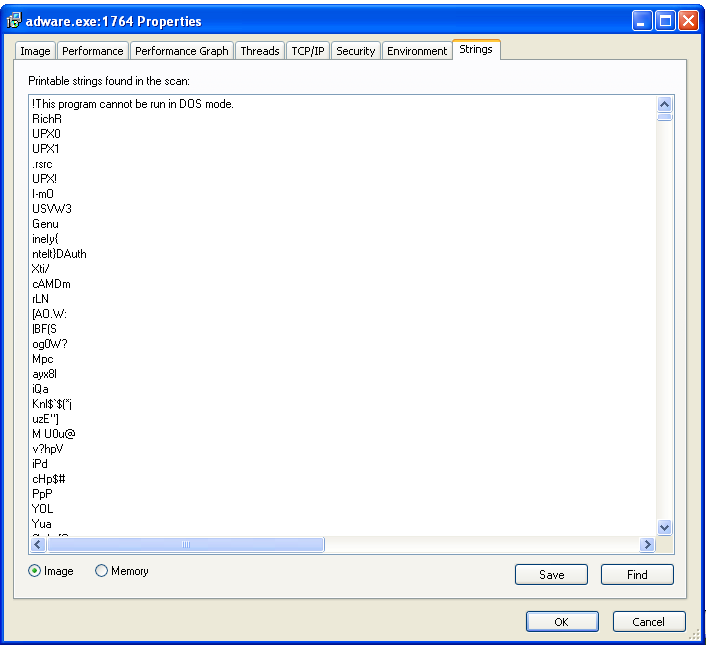 adware.exe:1764 Properties
Image Performance Performance Graph Threads TCP/IP Security Environment Strings
Printable strings found in the scan:
!This program cannot be run in DOS mode.
RichR
UPX0
UPX1
.rsrc
UPX!
l-m0
USVW3
Genu
inely{
ntelt}DAuth
Xti/
cAMDm
rLN
[AO.W:
|BF(S
og0W?
Mpc
ayx8l
iQa
Knl$`$(*j
uzE"]
M U0u@
v?hpV
iPd
cHp$#
PpP
YOL
Yua
Image Memory
Save Find
OK Cancel